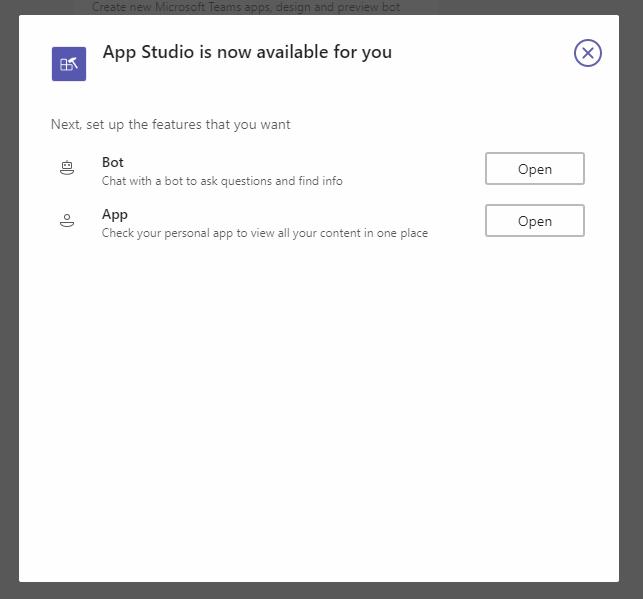 Create new Microsoft Teams apps, design and preview bot
App Studio is now available for you
Next, set up the features that you want
Bot
Chat with a bot to ask questions and find info
Open
App
Check your personal app to view all your content in one place
Open